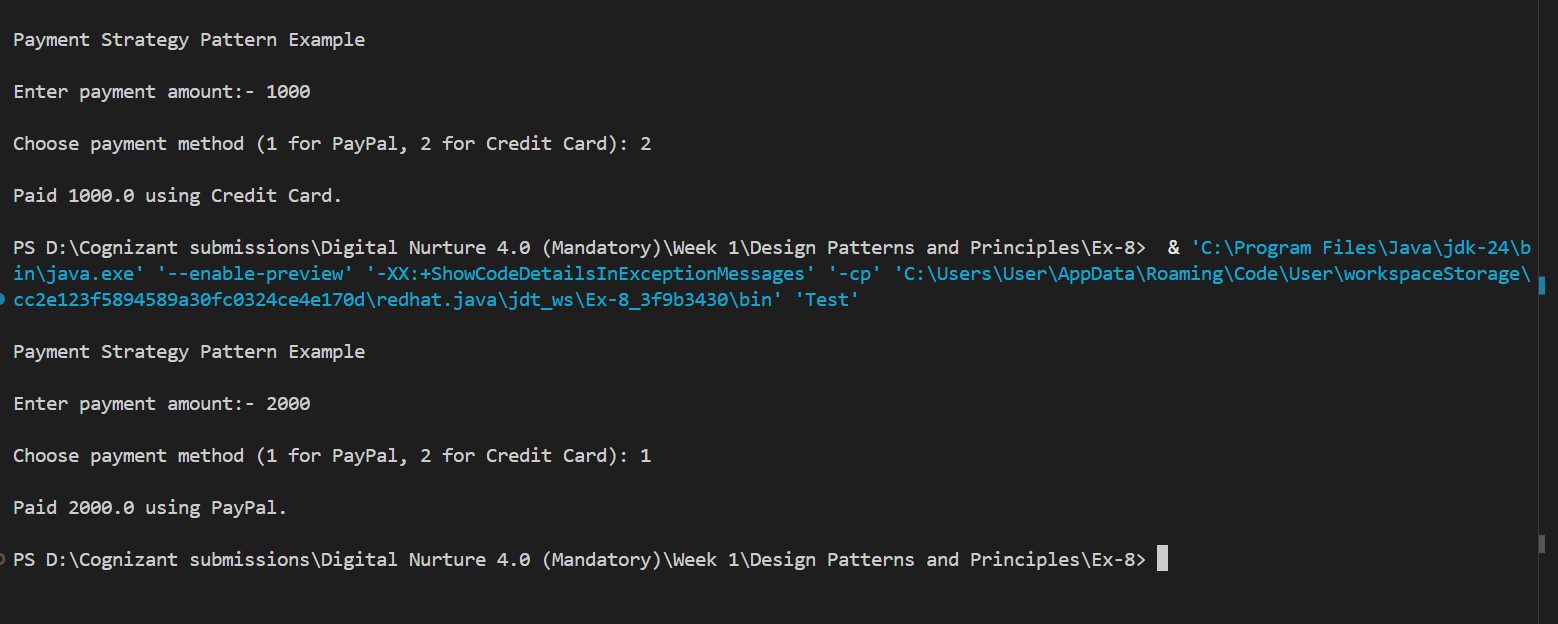 Payment Strategy Pattern Example
Enter payment amount:- 1000
Choose payment method (1 for PayPal, 2 for Credit Card): 2
Paid 1000.0 using Credit Card.
PS D:\Cognizant submissions\Digital Nurture 4.0 (Mandatory)\Week 1\Design Patterns and Principles\Ex-8>  & 'C:\Program Files\Java\jdk-24\b
in\java.exe' '--enable-preview' '-XX:+ShowCodeDetailsInExceptionMessages' '-cp' 'C:\Users\User\AppData\Roaming\Code\User\workspaceStorage\
cc2e123f5894589a30fc0324ce4e170d\redhat.java\jdt_ws\Ex-8_3f9b3430\bin' 'Test'
Payment Strategy Pattern Example
Enter payment amount:- 2000
Choose payment method (1 for PayPal, 2 for Credit Card): 1
Paid 2000.0 using PayPal.
PS D:\Cognizant submissions\Digital Nurture 4.0 (Mandatory)\Week 1\Design Patterns and Principles\Ex-8>